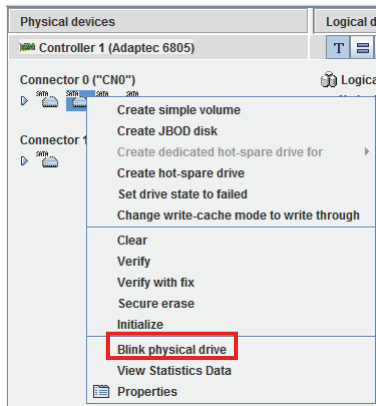 Physical devices
Logical d
Controller 1 (Adaptec 6805)
T
Connector 0 ("CN0")
Logica
SATA SATA SATA SATA
Connector 1
SATA
Create simple volume
Create JBOD disk
Create dedicated hot-spare drive for
Create hot-spare drive
Set drive state to failed
Change write-cache mode to write through
Clear
Verify
Verify with fix
Secure erase
Initialize
Blink physical drive
View Statistics Data
Properties